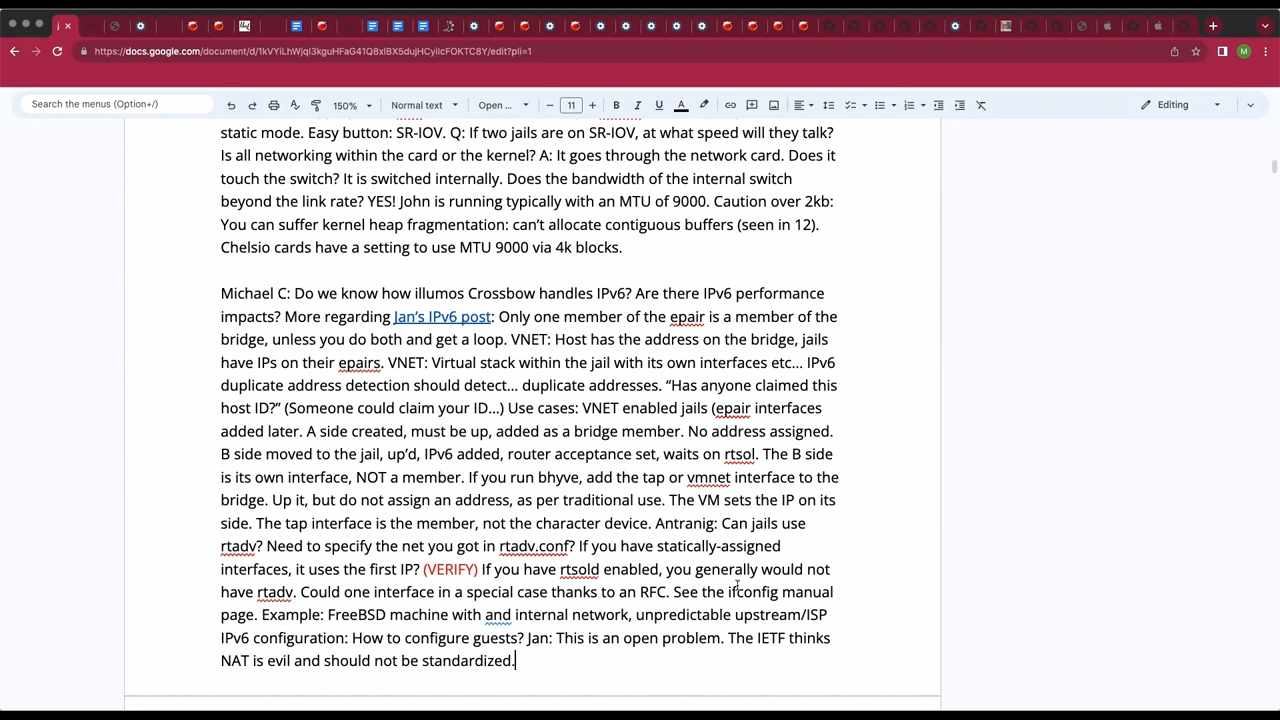 j
https://docs.google.com/document/d/1kVYiLhWjqI3kguHFaG41Q8xlBX5dujHCyilcFOKTC8Y/edit?pli=1
M
Search the menus (Option+/)
150%
Normal text
Open ...
11
B I U A
Editing
static mode. Easy button: SR-IOV. Q: If two jails are on SR-IOV, at what speed will they talk?
Is all networking within the card or the kernel? A: It goes through the network card. Does it
touch the switch? It is switched internally. Does the bandwidth of the internal switch
beyond the link rate? YES! John is running typically with an MTU of 9000. Caution over 2kb:
You can suffer kernel heap fragmentation: can’t allocate contiguous buffers (seen in 12).
Chelsio cards have a setting to use MTU 9000 via 4k blocks.
Michael C: Do we know how illumos Crossbow handles IPv6? Are there IPv6 performance
impacts? More regarding Jan’s IPv6 post: Only one member of the epair is a member of the
bridge, unless you do both and get a loop. VNET: Host has the address on the bridge, jails
have IPs on their epairs. VNET: Virtual stack within the jail with its own interfaces etc... IPv6
duplicate address detection should detect... duplicate addresses. “Has anyone claimed this
host ID?” (Someone could claim your ID...) Use cases: VNET enabled jails (epair interfaces
added later. A side created, must be up, added as a bridge member. No address assigned.
B side moved to the jail, up’d, IPv6 added, router acceptance set, waits on rtsol. The B side
is its own interface, NOT a member. If you run bhyve, add the tap or vmnet interface to the
bridge. Up it, but do not assign an address, as per traditional use. The VM sets the IP on its
side. The tap interface is the member, not the character device. Antranig: Can jails use
rtadv? Need to specify the net you got in rtadv.conf? If you have statically-assigned
interfaces, it uses the first IP? (VERIFY) If you have rtsold enabled, you generally would not
have rtadv. Could one interface in a special case thanks to an RFC. See the ifconfig manual
page. Example: FreeBSD machine with and internal network, unpredictable upstream/ISP
IPv6 configuration: How to configure guests? Jan: This is an open problem. The IETF thinks
NAT is evil and should not be standardized.